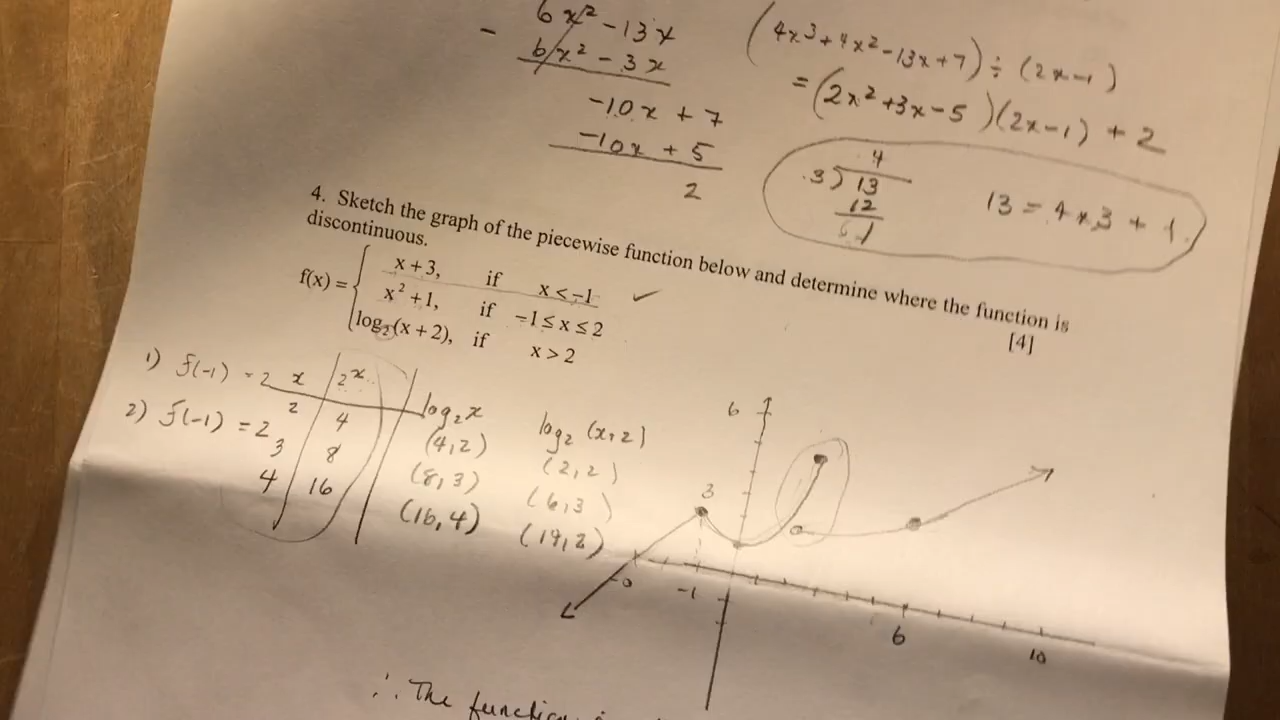 6x² - 13x
- 6x² - 3x
-10x + 7
-10x + 5
2
(4x³+4x²-13x+7) ÷ (2x-1)
= (2x²+3x-5)(2x-1) + 2
4
3) 13
12
1
13 = 4 × 3 + 1
4. Sketch the graph of the piecewise function below and determine where the function is
discontinuous.
[4]
f(x) = { x + 3, if x < -1 ✓
x² + 1, if -1 ≤ x ≤ 2
log₂(x + 2), if x > 2
1) f(-1) = 2
2) f(-1) = 2
x | 2ˣ | log₂x log₂(x+2)
2 | 4 | (4,2) (2,2)
3 | 8 | (8,3) (6,3)
4 | 16 | (16,4) (14,2)
6
3
-1
6
10
∴ The function